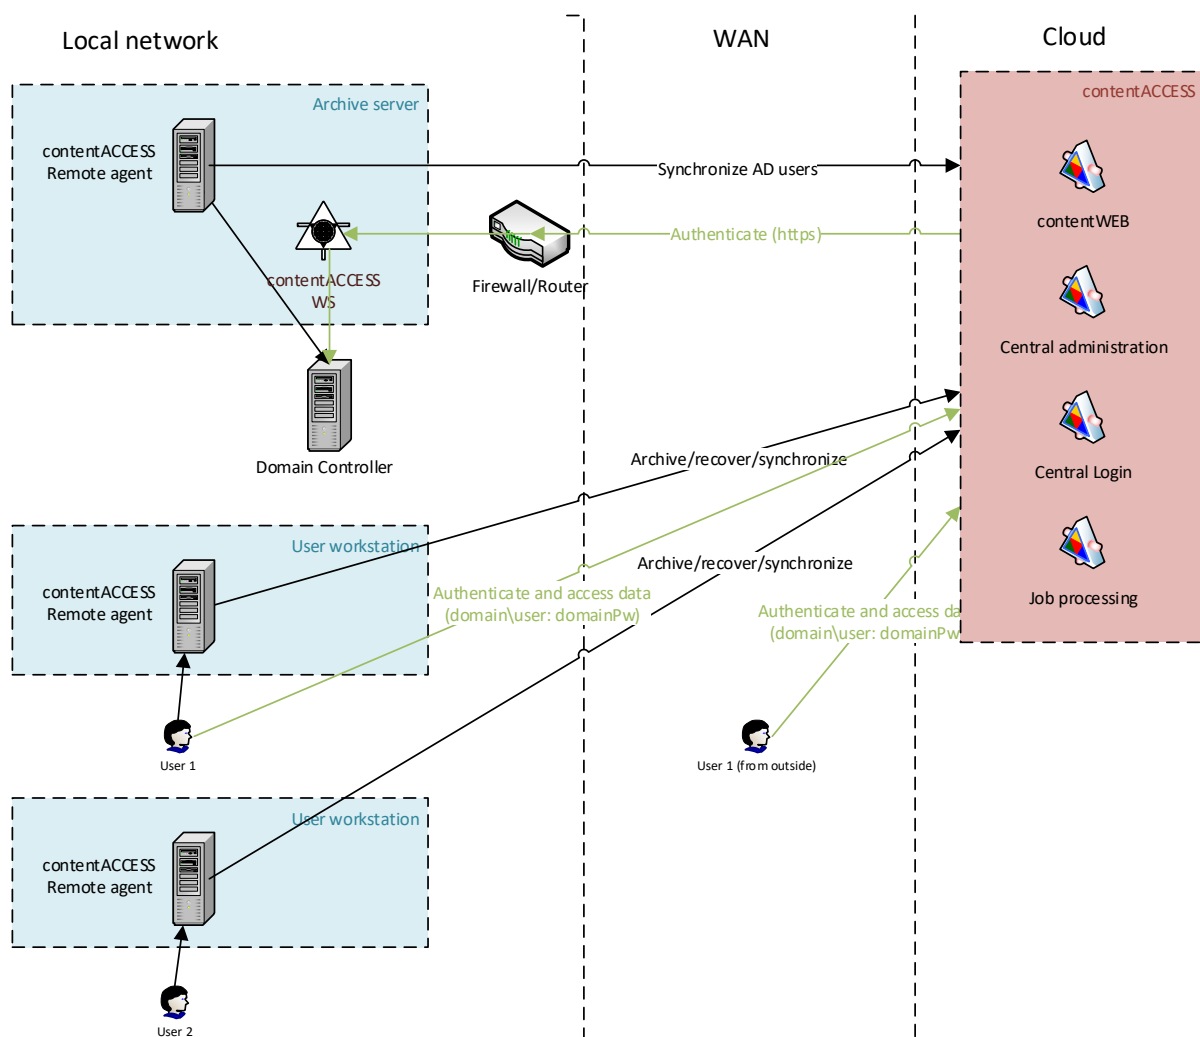 Local network
WAN
Cloud
Archive server
contentACCESS
Remote agent
contentACCESS
WS
Domain Controller
Firewall/Router
Synchronize AD users
Authenticate (https)
contentACCESS
contentWEB
Central administration
Central Login
Job processing
Archive/recover/synchronize
User workstation
contentACCESS
Remote agent
Authenticate and access data
(domain\user: domainPw)
User 1
Archive/recover/synchronize
Authenticate and access da
(domain\user: domainPw
User 1 (from outside)
User workstation
contentACCESS
Remote agent
User 2